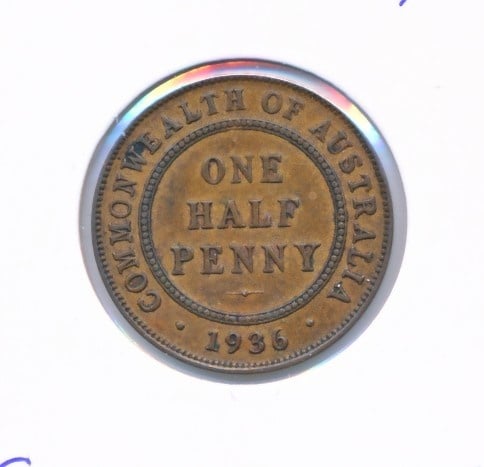 COMMONWEALTH OF AUSTRALIA
ONE
HALF
PENNY
· 1936 ·